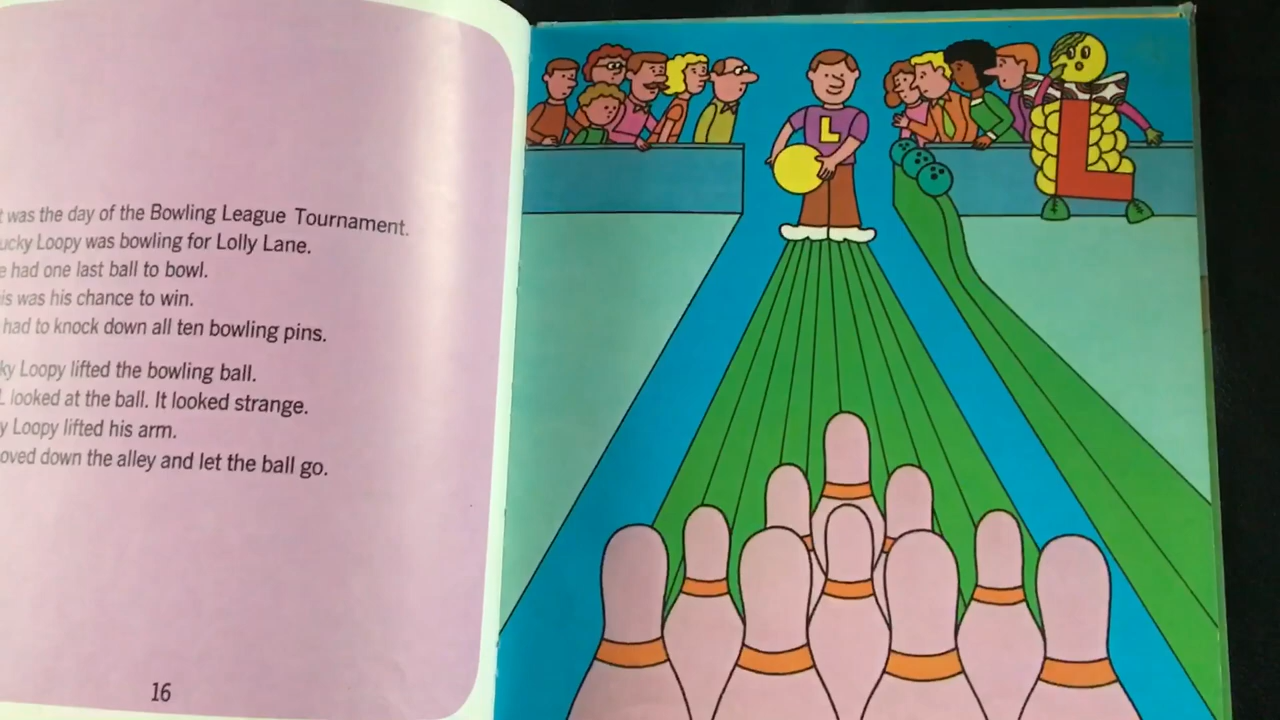 was the day of the Bowling League Tournament.
ucky Loopy was bowling for Lolly Lane.
e had one last ball to bowl.
is was his chance to win.
had to knock down all ten bowling pins.
ky Loopy lifted the bowling ball.
L looked at the ball. It looked strange.
y Loopy lifted his arm.
oved down the alley and let the ball go.
16
L
L